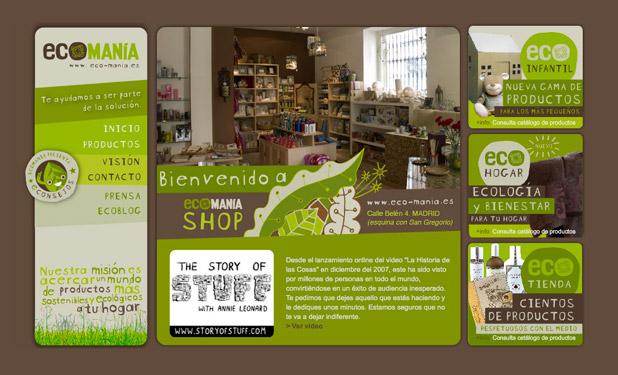 ecoMANÍA
www.eco-mania.es
Te ayudamos a ser parte
de la solución.
INICIO
PRODUCTOS
VISIÓN
CONTACTO
PRENSA
ECOBLOG
ECONSEJOS
Nuestra misión es
acercar un mundo
de productos más
sostenibles y ecológicos
a tu hogar
Bienvenido a
ecoMANÍA
SHOP
www.eco-mania.es
Calle Belén 4. MADRID
(esquina con San Gregorio)
THE STORY OF
STUFF
WITH ANNIE LEONARD
WWW.STORYOFSTUFF.COM
Desde el lanzamiento online del video "La Historia de
las Cosas" en diciembre del 2007, este ha sido visto
por millones de personas en todo el mundo,
convirtiéndose en un éxito de audiencia inesperado.
Te pedimos que dejes aquello que estás haciendo y
le dediques unos minutos. Estamos seguros que no
te va a dejar indiferente.
> Ver video
eco
INFANTIL
NUEVA GAMA DE
PRODUCTOS
PARA LOS MÁS PEQUEÑOS
+info Consulta catálogo de productos
NUEVO
eco
HOGAR
ECOLOGÍA
y BIENESTAR
PARA TU HOGAR
+info Consulta catálogo de productos
eco
TIENDA
CIENTOS
DE PRODUCTOS
RESPETUOSOS CON EL MEDIO
+info Consulta catálogo de productos